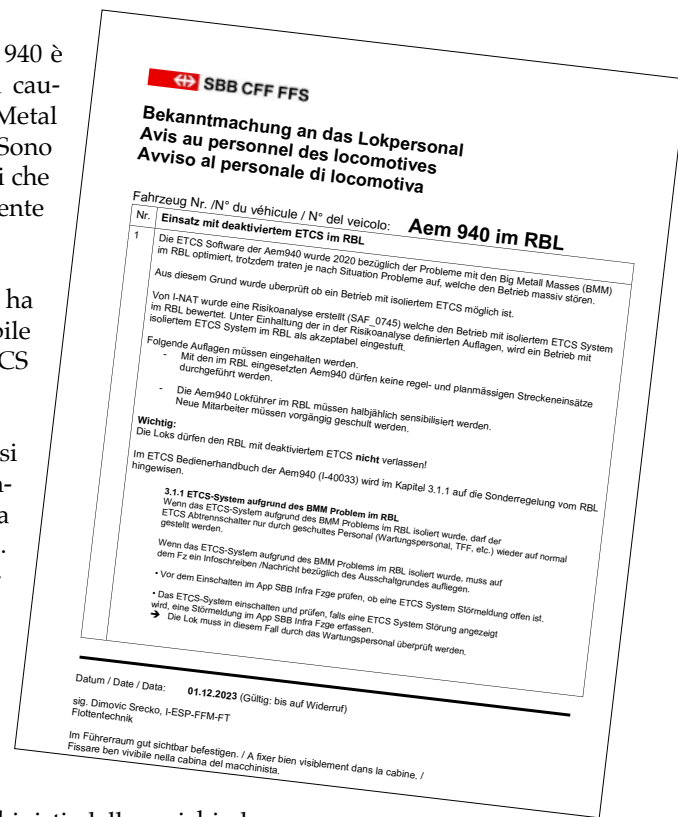 940 è
cau-
Metal
Sono
i che
ente
ha
bile
CS
si
a
.
SBB CFF FFS
Bekanntmachung an das Lokpersonal
Avis au personnel des locomotives
Avviso al personale di locomotiva
Fahrzeug Nr. /N° du véhicule / N° del veicolo: Aem 940 im RBL
Nr. Einsatz mit deaktiviertem ETCS im RBL
1 Die ETCS Software der Aem940 wurde 2020 bezüglich der Probleme mit den Big Metall Masses (BMM)
im RBL optimiert, trotzdem traten je nach Situation Probleme auf, welche den Betrieb massiv stören.
Aus diesem Grund wurde uberpruft ob ein Betrieb mit isoliertem ETCS möglich ist.
Von I-NAT wurde eine Risikoanalyse erstellt (SAF_0745) welche den Betrieb mit isoliertem ETCS System
im RBL bewertet. Unter Einhaltung der in der Risikoanalyse definierten Auflagen, wird ein Betrieb mit
isoliertem ETCS System im RBL als akzeptabel eingestuft.
Folgende Auflagen müssen eingehalten werden.
- Mit den im RBL eingesetzten Aem940 dürfen keine regel- und planmässigen Streckeneinsätze
durchgeführt werden.
- Die Aem940 Lokführer im RBL müssen halbjählich sensibilisiert werden.
Neue Mitarbeiter müssen vorgängig geschult werden.
Wichtig:
Die Loks dürfen den RBL mit deaktiviertem ETCS nicht verlassen!
Im ETCS Bedienerhandbuch der Aem940 (I-40033) wird im Kapitel 3.1.1 auf die Sonderregelung vom RBL
hingewisen.
3.1.1 ETCS-System aufgrund des BMM Problem im RBL
Wenn das ETCS-System aufgrund des BMM Problems im RBL isoliert wurde, darf der
ETCS Abtrennschalter nur durch geschultes Personal (Wartungspersonal, TFF, etc.) wieder auf normal
gestellt werden.
Wenn das ETCS-System aufgrund des BMM Problems im RBL isoliert wurde, muss auf
dem Fz ein Infoschreiben /Nachricht bezüglich des Ausschaltgrundes aufliegen.
• Vor dem Einschalten im App SBB Infra Fzge prüfen, ob eine ETCS System Störmeldung offen ist.
• Das ETCS-System einschalten und prüfen, falls eine ETCS System Störung angezeigt
wird, eine Störmeldung im App SBB Infra Fzge erfassen.
➔ Die Lok muss in diesem Fall durch das Wartungspersonal überprüft werden.
Datum / Date / Data: 01.12.2023 (Gültig: bis auf Widerruf)
sig. Dimovic Srecko, I-ESP-FFM-FT
Flottentechnik
Im Führerraum gut sichtbar befestigen. / A fixer bien visiblement dans la cabine. /
Fissare ben vivibile nella cabina del macchinista.